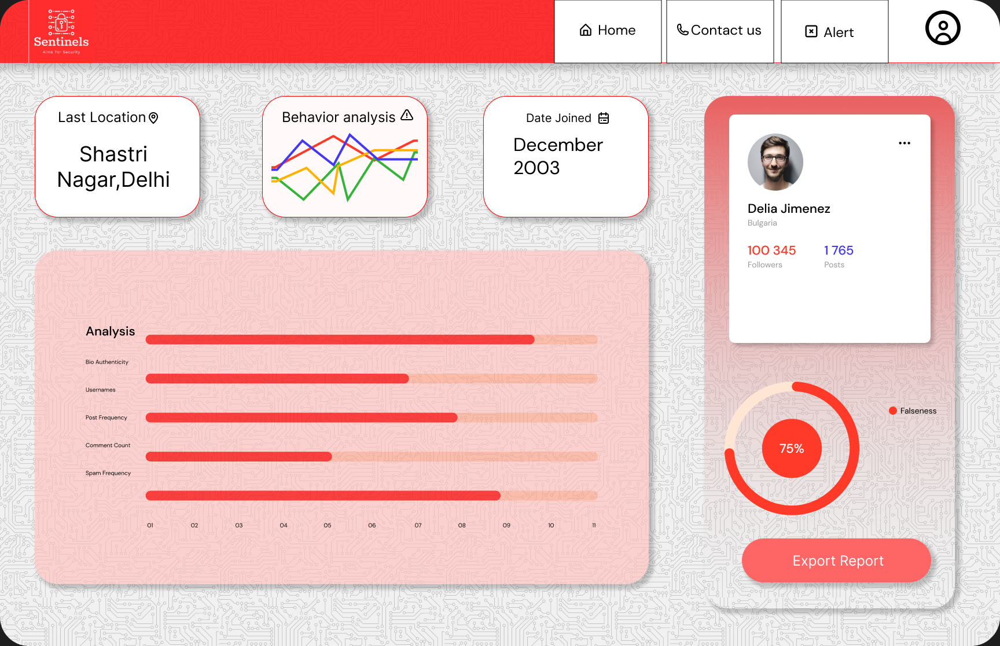 Sentinels
Aims For Security
Home
Contact us
Alert
Last Location
Shastri
Nagar,Delhi
Behavior analysis
Date Joined
December
2003
Delia Jimenez
Bulgaria
100 345
1 765
Followers
Posts
Analysis
Bio Authenticity
Usernames
Post Frequency
Comment Count
Spam Frequency
01 02 03 04 05 06 07 08 09 10 11
Falseness
75%
Export Report